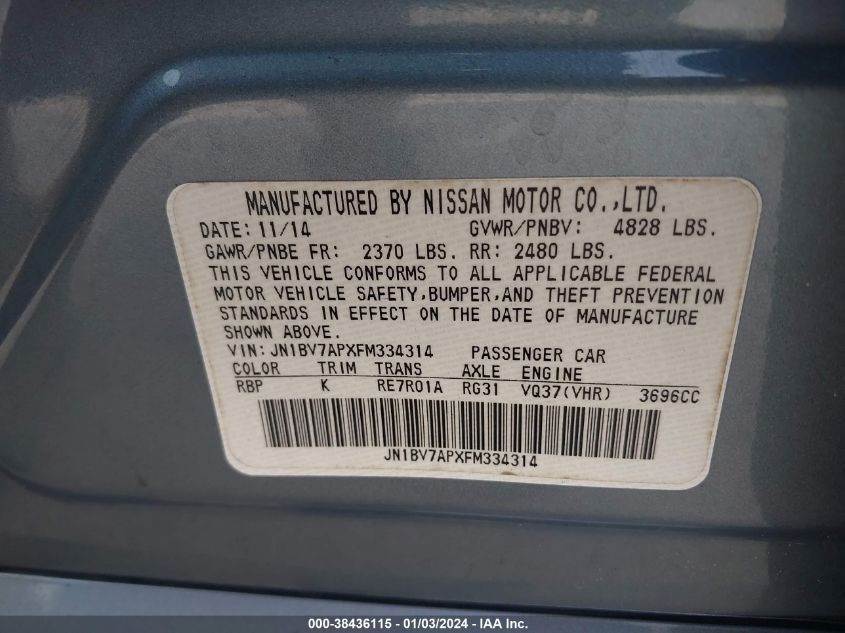 MANUFACTURED BY NISSAN MOTOR CO.,LTD.
DATE: 11/14 GVWR/PNBV: 4828 LBS.
GAWR/PNBE FR: 2370 LBS. RR: 2480 LBS.
THIS VEHICLE CONFORMS TO ALL APPLICABLE FEDERAL
MOTOR VEHICLE SAFETY,BUMPER,AND THEFT PREVENTION
STANDARDS IN EFFECT ON THE DATE OF MANUFACTURE
SHOWN ABOVE.
VIN:JN1BV7APXFM334314 PASSENGER CAR
COLOR TRIM TRANS AXLE ENGINE
RBP K RE7R01A RG31 VQ37(VHR) 3696CC
JN1BV7APXFM334314
000-38436115 - 01/03/2024 - IAA Inc.